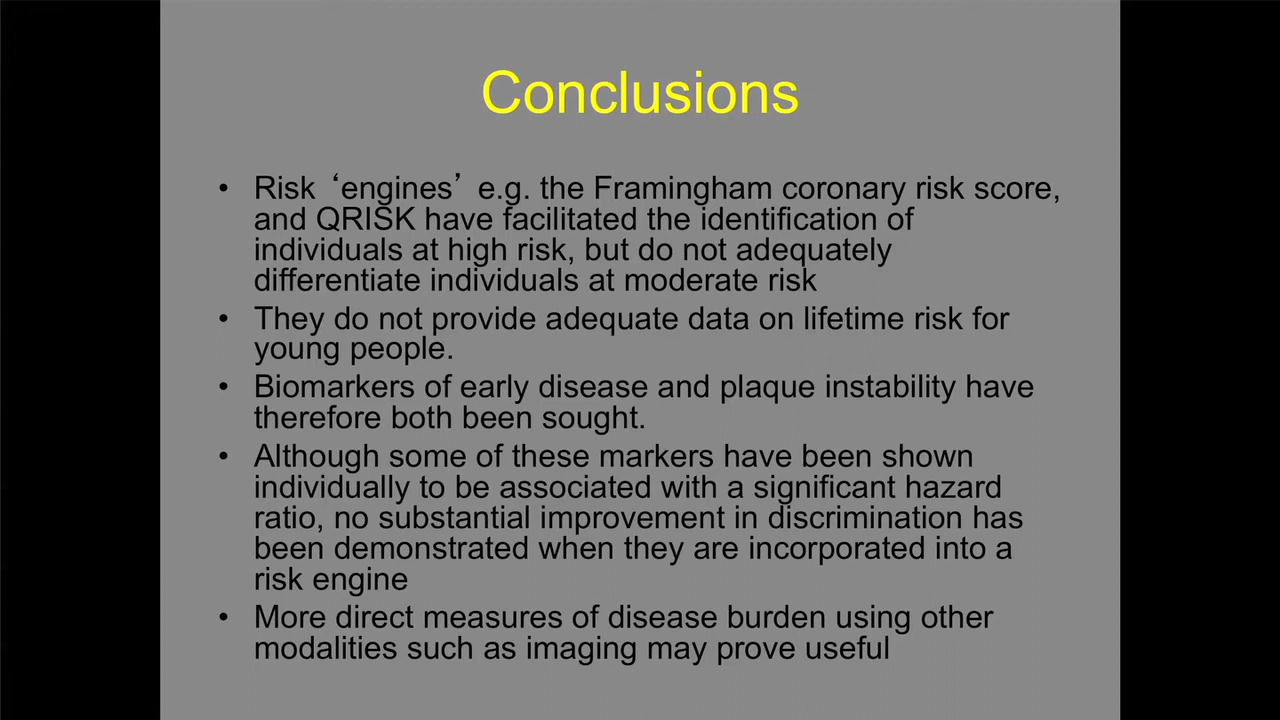 Conclusions
• Risk ‘engines’ e.g. the Framingham coronary risk score,
and QRISK have facilitated the identification of
individuals at high risk, but do not adequately
differentiate individuals at moderate risk
• They do not provide adequate data on lifetime risk for
young people.
• Biomarkers of early disease and plaque instability have
therefore both been sought.
• Although some of these markers have been shown
individually to be associated with a significant hazard
ratio, no substantial improvement in discrimination has
been demonstrated when they are incorporated into a
risk engine
• More direct measures of disease burden using other
modalities such as imaging may prove useful